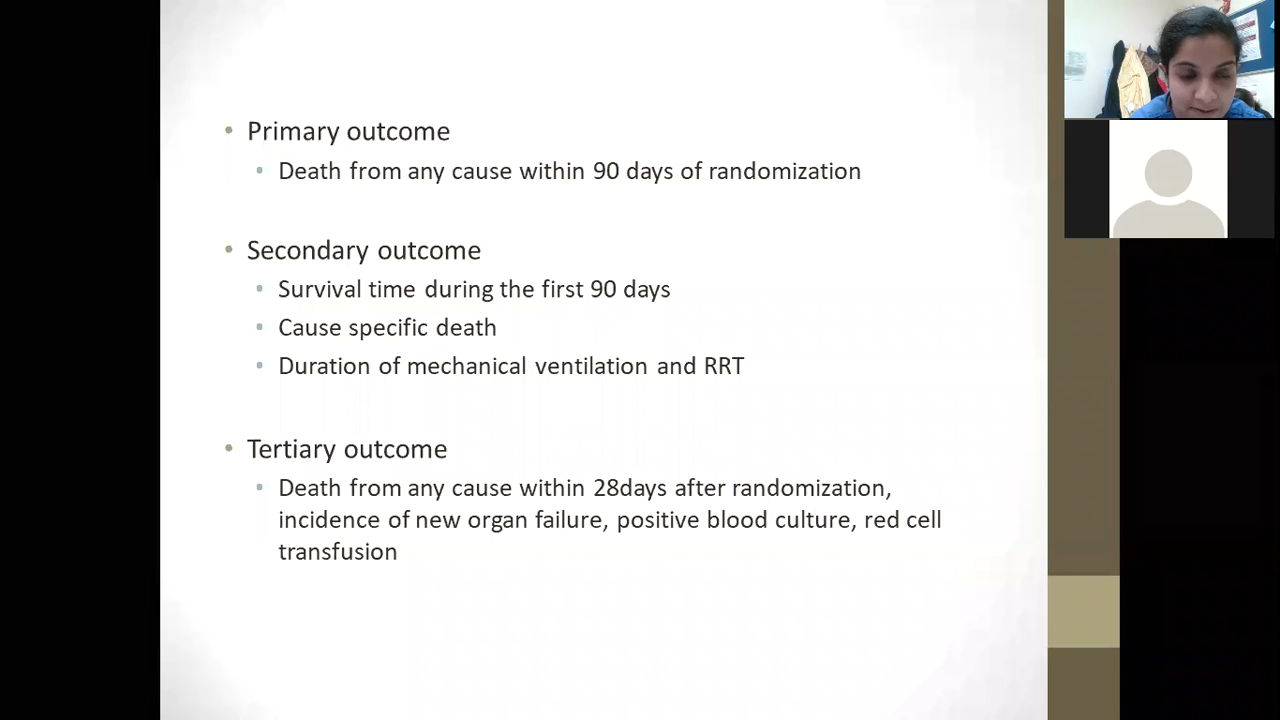 Primary outcome
Death from any cause within 90 days of randomization
Secondary outcome
Survival time during the first 90 days
Cause specific death
Duration of mechanical ventilation and RRT
Tertiary outcome
Death from any cause within 28days after randomization,
incidence of new organ failure, positive blood culture, red cell
transfusion